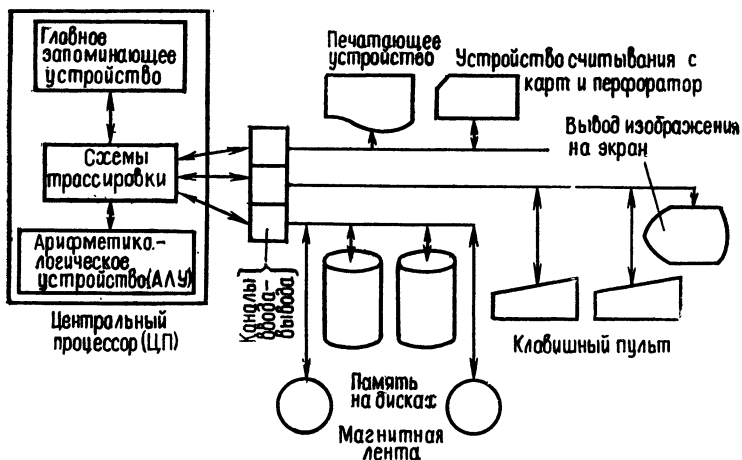 Главное
запоминающее
устройство
Схемы
трассировки
Арифметико-
логическое
устройство(АЛУ)
Центральный
процессор(ЦП)
Каналы
ввода-
вывода
Печатающее
устройство
Устройство считывания с
карт и перфоратор
Вывод изображения
на экран
Клавишный пульт
Память
на дисках
Магнитная
лента